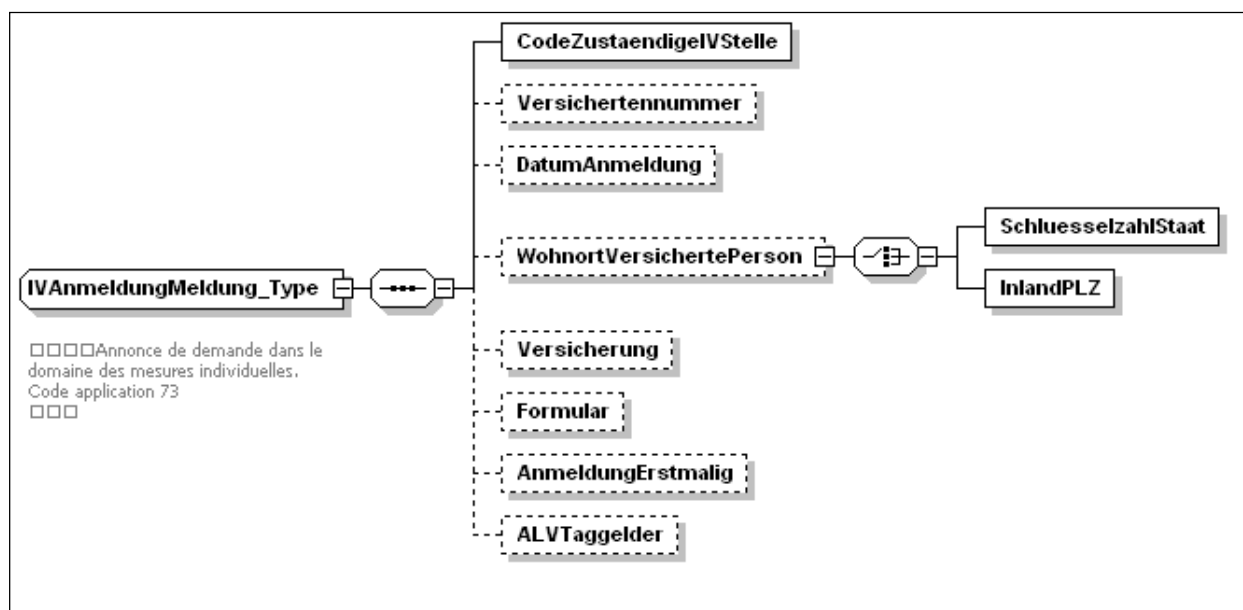 CodeZustaendigeIVStelle
Versichertennummer
DatumAnmeldung
WohnortVersichertePerson
SchluesselzahlStaat
InlandPLZ
IVAnmeldungMeldung_Type
Annonce de demande dans le
domaine des mesures individuelles.
Code application 73
Versicherung
Formular
AnmeldungErstmalig
ALVTaggelder